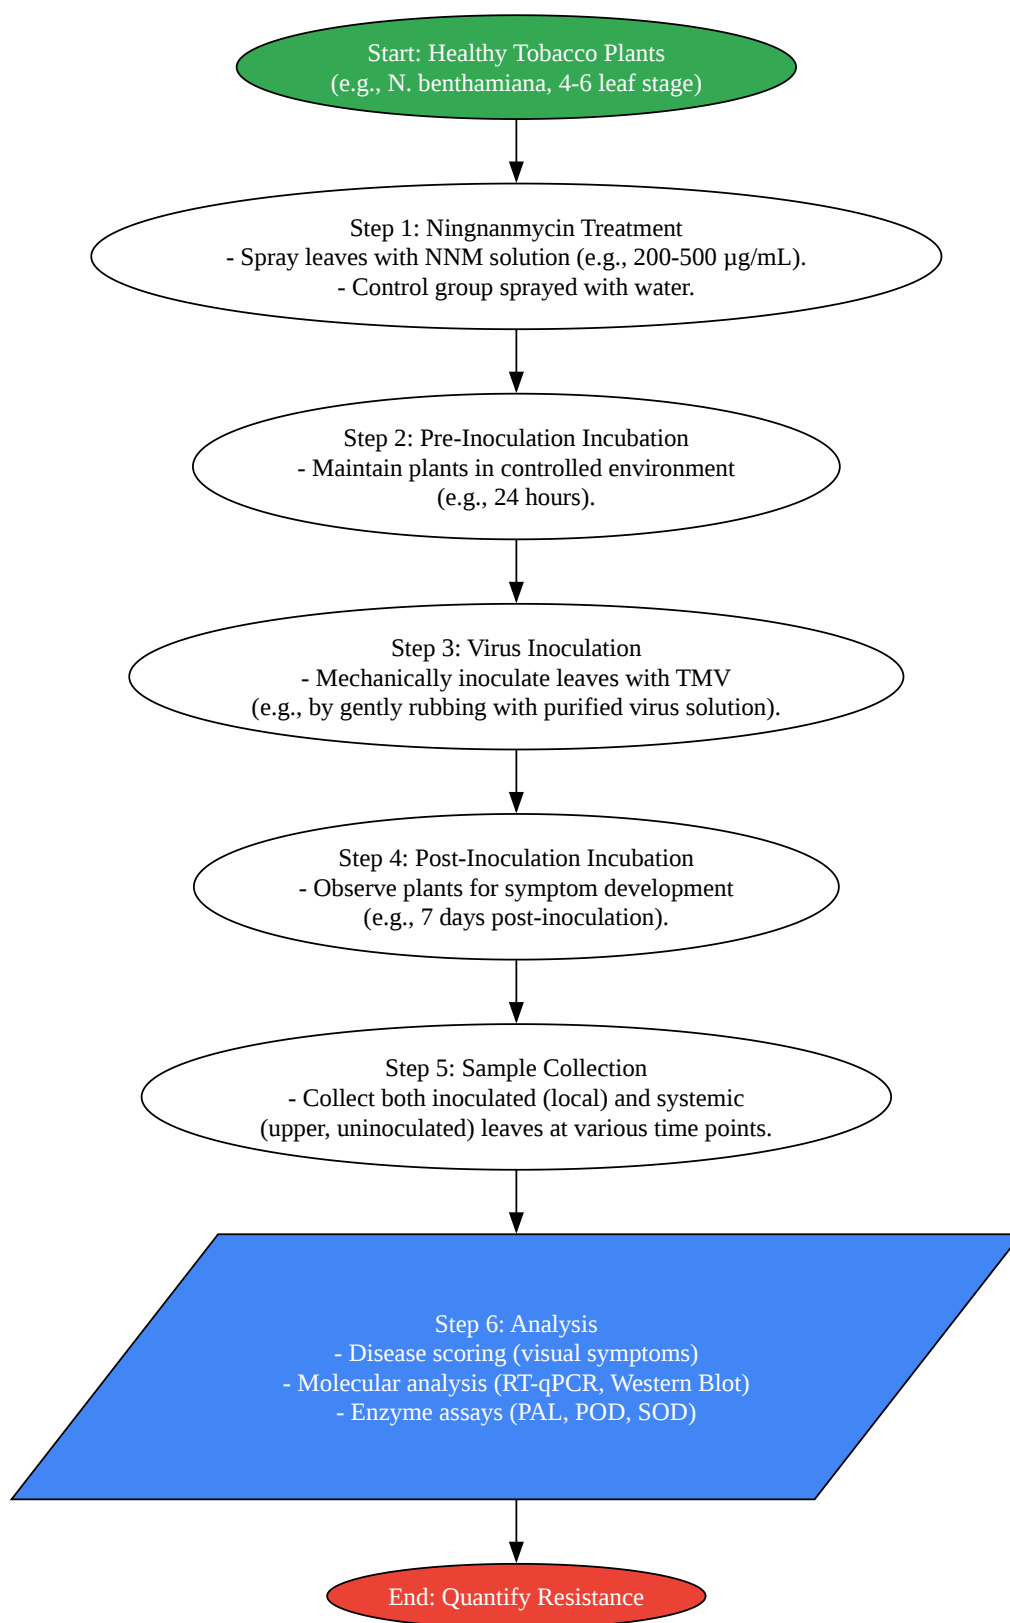 Start: Healthy Tobacco Plants
(e.g., N. benthamiana, 4-6 leaf stage)
Step 1: Ningnanmycin Treatment
- Spray leaves with NNM solution (e.g., 200-500 µg/mL).
- Control group sprayed with water.
Step 2: Pre-Inoculation Incubation
- Maintain plants in controlled environment
(e.g., 24 hours).
Step 3: Virus Inoculation
- Mechanically inoculate leaves with TMV
(e.g., by gently rubbing with purified virus solution).
Step 4: Post-Inoculation Incubation
- Observe plants for symptom development
(e.g., 7 days post-inoculation).
Step 5: Sample Collection
- Collect both inoculated (local) and systemic
(upper, uninoculated) leaves at various time points.
Step 6: Analysis
- Disease scoring (visual symptoms)
- Molecular analysis (RT-qPCR, Western Blot)
- Enzyme assays (PAL, POD, SOD)
End: Quantify Resistance